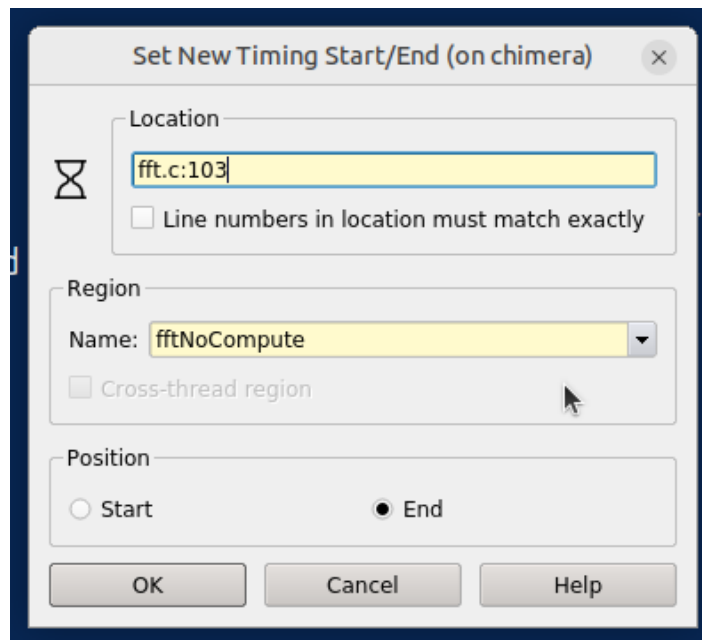 Set New Timing Start/End (on chimera)
Location
fft.c:103
Line numbers in location must match exactly
Region
Name: fftNoCompute
Cross-thread region
Position
Start End
OK Cancel Help